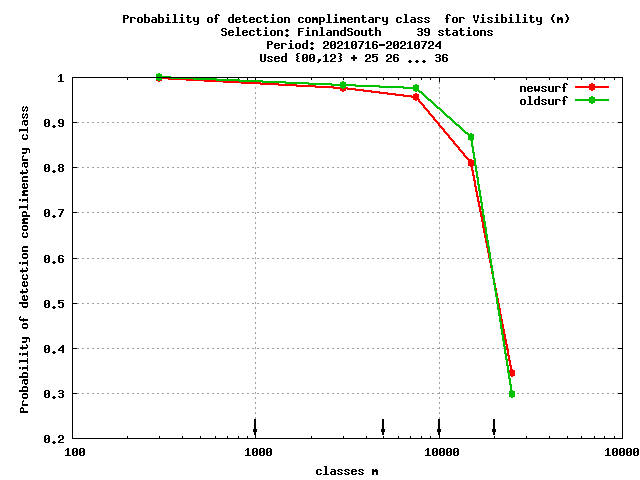 Probability of detection complimentary class  for Visibility (m)
Selection: FinlandSouth     39 stations
Period: 20210716-20210724
Used {00,12} + 25 26 ... 36
newsurf
oldsurf
1
0.9
0.8
0.7
0.6
0.5
0.4
0.3
0.2
Probability of detection complimentary class
100 1000 10000 10000
classes m